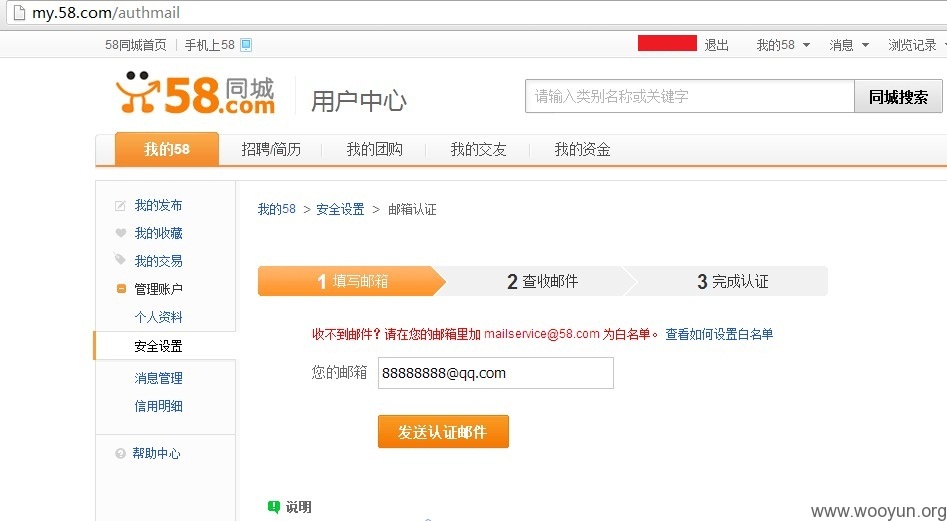 my.58.com/authmail
58同城首页 手机上58 退出 我的58 消息 浏览记录
58同城.com 用户中心 请输入类别名称或关键字 同城搜索
我的58 招聘/简历 我的团购 我的交友 我的资金
我的发布
我的收藏
我的交易
管理账户
个人资料
安全设置
消息管理
信用明细
帮助中心
我的58 > 安全设置 > 邮箱认证
1 填写邮箱 2 查收邮件 3 完成认证
收不到邮件？请在您的邮箱里加 mailservice@58.com 为白名单。 查看如何设置白名单
您的邮箱 88888888@qq.com
发送认证邮件
说明
www.wooyun.org